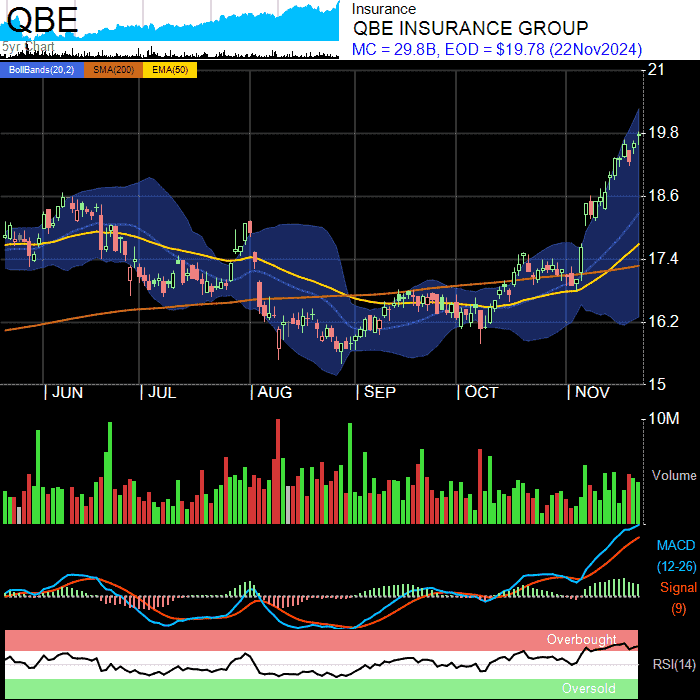 QBE
5yr Chart
Insurance
QBE INSURANCE GROUP
MC = 29.8B, EOD = $19.78 (22Nov2024)
BollBands(20,2) SMA(200) EMA(50)
21
19.8
18.6
17.4
16.2
15
JUN JUL AUG SEP OCT NOV
10M
Volume
MACD
(12-26)
Signal
(9)
Overbought
RSI(14)
Oversold